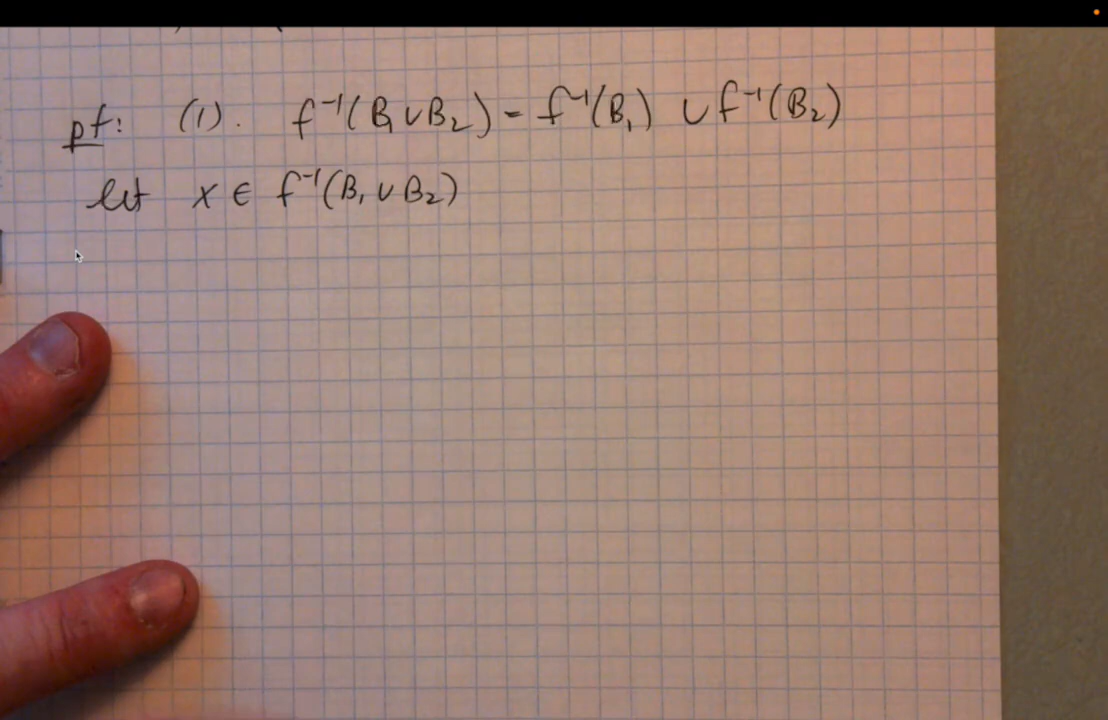 pf: (1). f⁻¹(B₁∪B₂) = f⁻¹(B₁) ∪ f⁻¹(B₂)
let x ∈ f⁻¹(B₁ ∪ B₂)